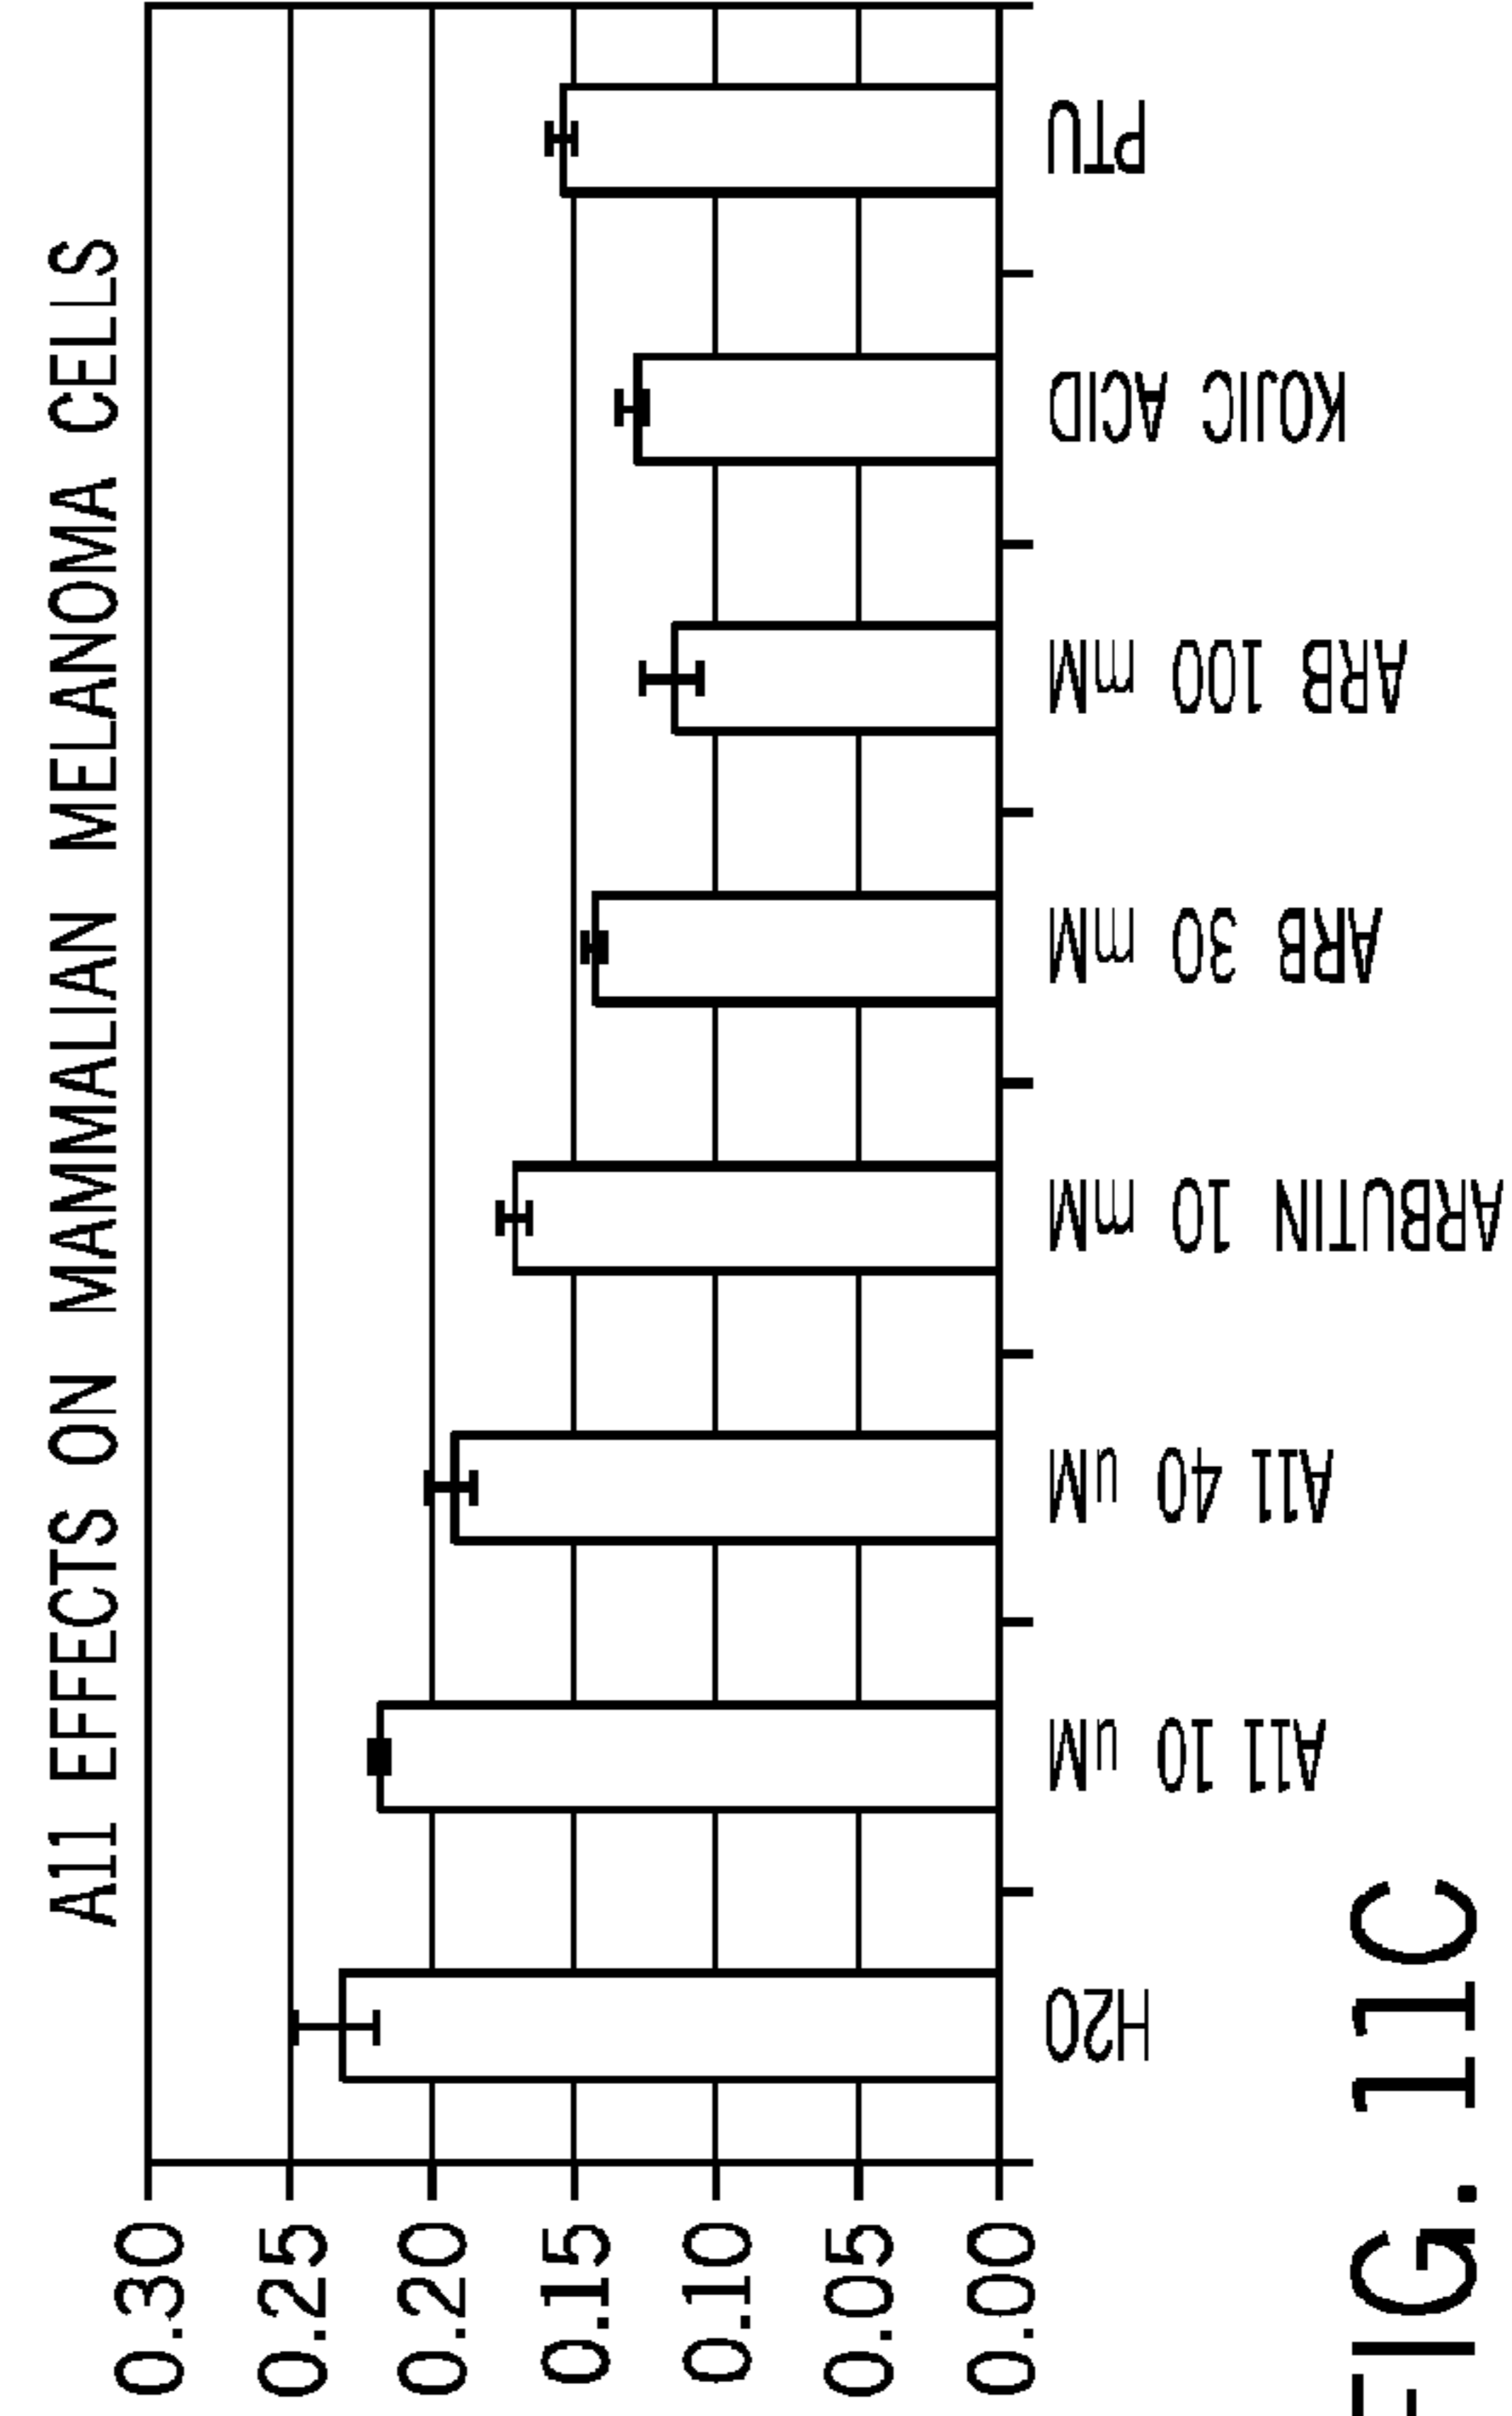 A11 EFFECTS ON MAMMALIAN MELANOMA CELLS
0.30
0.25
0.20
0.15
0.10
0.05
0.00
H2O
A11 10 uM
A11 40 uM
ARBUTIN 10 mM
ARB 30 mM
ARB 100 mM
KOJIC ACID
PTU
FIG. 11C